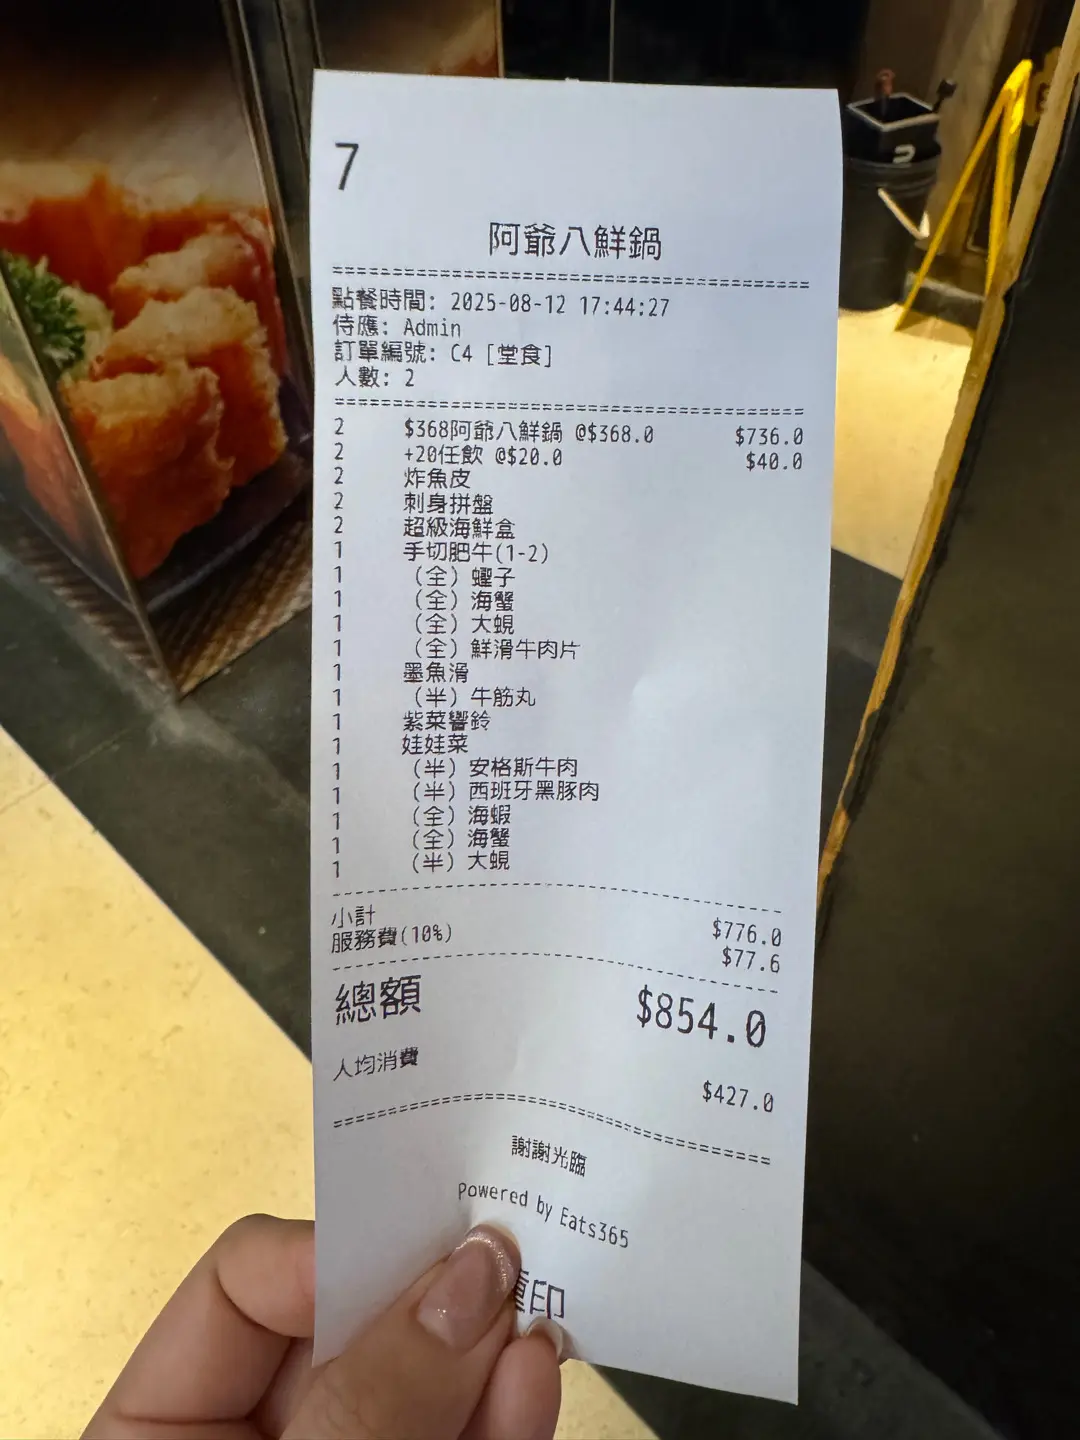 7
阿爺八鮮鍋
點餐時間: 2025-08-12 17:44:27
侍應: Admin
訂單編號: C4 [堂食]
人數: 2
2 $368阿爺八鮮鍋 @$368.0 $736.0
2 +20任飲 @$20.0 $40.0
2 炸魚皮
2 刺身拼盤
2 超級海鮮盒
1 手切肥牛(1-2)
1 (全) 蟶子
1 (全) 海蟹
1 (全) 大蜆
1 (全) 鮮滑牛肉片
1 墨魚滑
1 (半) 牛筋丸
1 紫菜響鈴
1 娃娃菜
1 (半) 安格斯牛肉
1 (半) 西班牙黑豚肉
1 (全) 海蝦
1 (全) 海蟹
1 (半) 大蜆
小計 $776.0
服務費(10%) $77.6
總額 $854.0
人均消費 $427.0
謝謝光臨
Powered by Eats365
重印